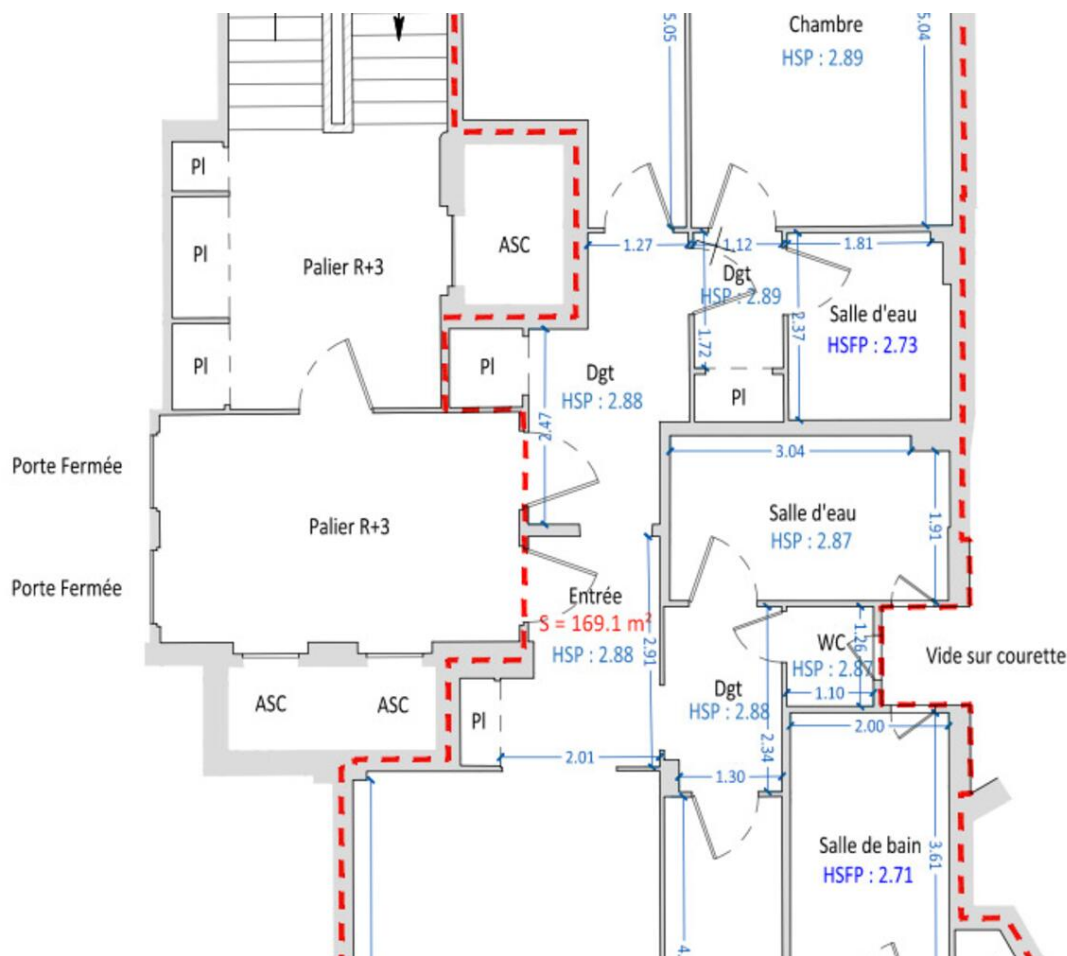 Chambre
HSP : 2.89
5.05
5.04
Pl
Pl
Pl
Palier R+3
ASC
1.27
1.12
1.81
Dgt
HSP : 2.89
1.72
2.37
Salle d'eau
HSFP : 2.73
Pl
Dgt
HSP : 2.88
Pl
2.47
Porte Fermée
Palier R+3
Porte Fermée
3.04
Salle d'eau
HSP : 2.87
1.91
Entrée
S = 169.1 m²
HSP : 2.88
2.91
WC
HSP : 2.87
1.26
1.10
Vide sur courette
Dgt
HSP : 2.88
2.34
ASC
ASC
Pl
2.01
1.30
2.00
Salle de bain
HSFP : 2.71
3.61
4.